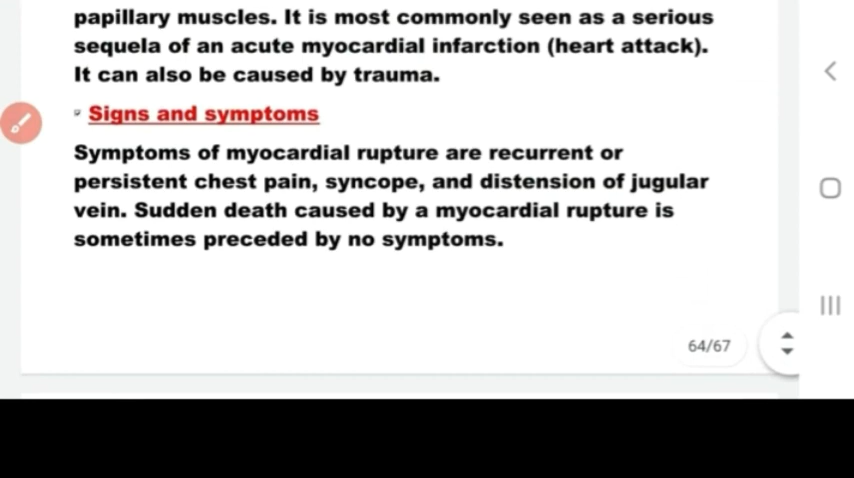 papillary muscles. It is most commonly seen as a serious
sequela of an acute myocardial infarction (heart attack).
It can also be caused by trauma.
Signs and symptoms
Symptoms of myocardial rupture are recurrent or
persistent chest pain, syncope, and distension of jugular
vein. Sudden death caused by a myocardial rupture is
sometimes preceded by no symptoms.
64/67